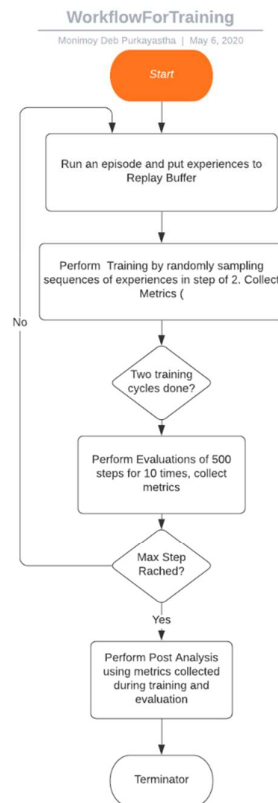 WorkflowForTraining
Monimoy Deb Purkayastha | May 6, 2020
Start
Run an episode and put experiences to
Replay Buffer
Perform Training by randomly sampling
sequences of experiences in step of 2. Collect
Metrics (
No
Two training
cycles done?
Perform Evaluations of 500
steps for 10 times, collect
metrics
Max Step
Rached?
Yes
Perform Post Analysis
using metrics collected
during training and
evaluation
Terminator